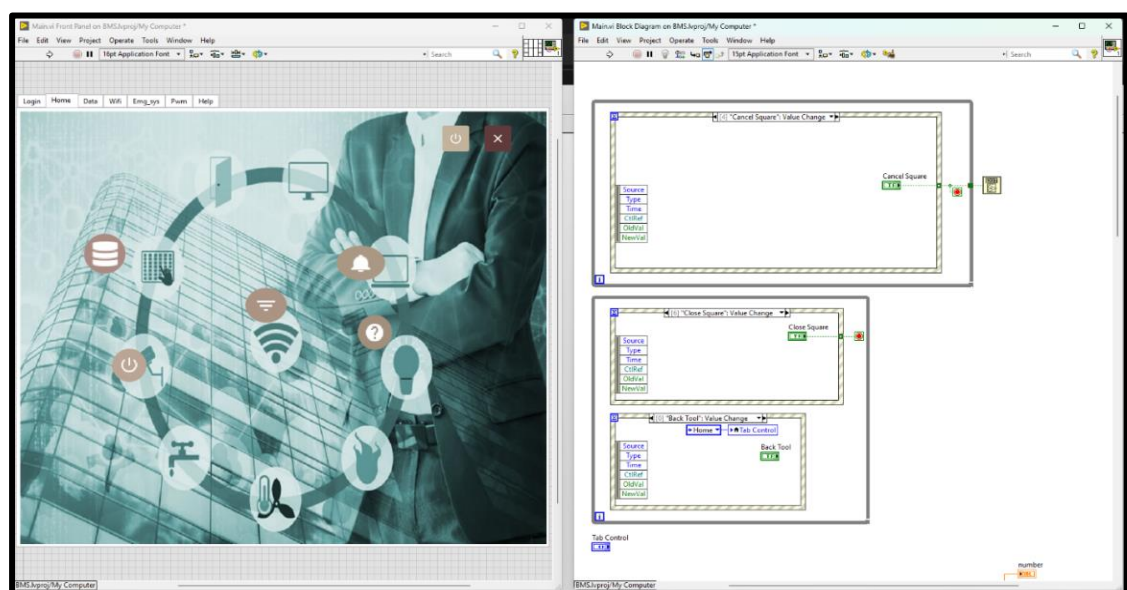 Main.vi Front Panel on BMS.lvproj/My Computer *
File Edit View Project Operate Tools Window Help
16pt Application Font
Search
Login Home Data Wifi Emg_sys Pwm Help
BMS.lvproj/My Computer
Main.vi Block Diagram on BMS.lvproj/My Computer *
File Edit View Project Operate Tools Window Help
15pt Application Font
Search
[4] "Cancel Square": Value Change
Cancel Square
Source
Type
Time
CtlRef
OldVal
NewVal
[6] "Close Square": Value Change
Close Square
Source
Type
Time
CtlRef
OldVal
NewVal
"Back Tool": Value Change
Home
Tab Control
Back Tool
Source
Type
Time
CtlRef
OldVal
NewVal
Tab Control
number
BMS.lvproj/My Computer